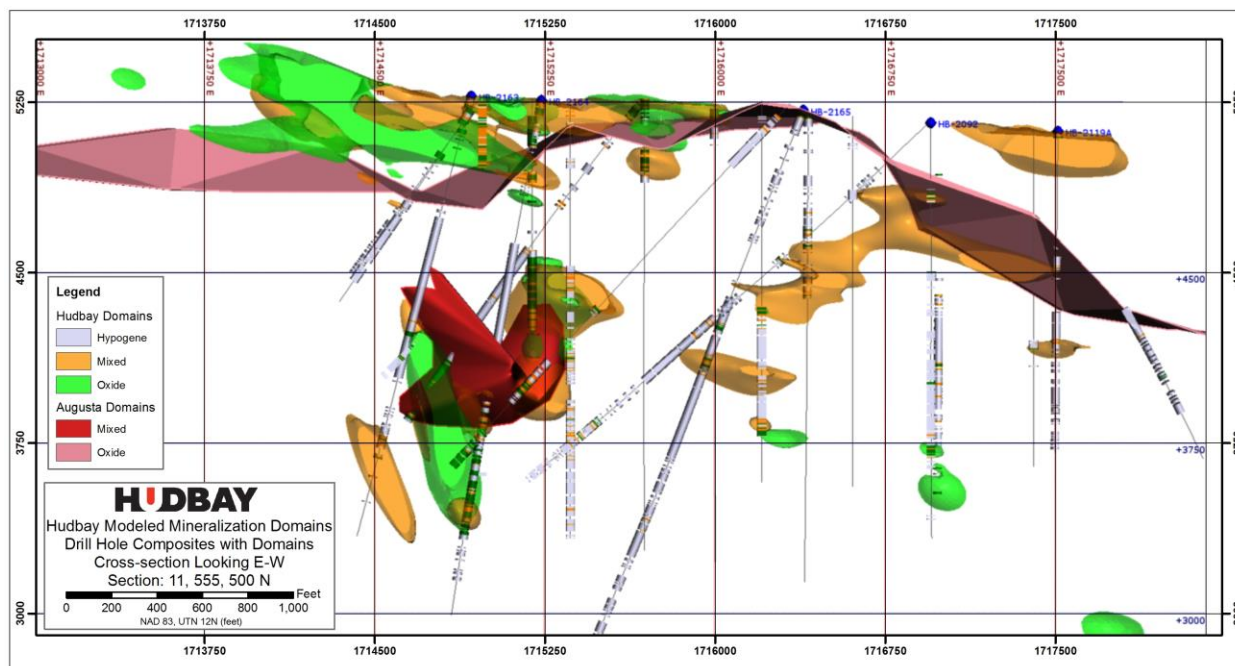 1713750 1714500 1715250 1716000 1716750 1717500
+1713000 E
+1713750 E
+1714500 E
+1715250 E
+1716000 E
+1716750 E
+1717500 E
HB-2163
HB-2165
HB-2092
HB-2119A
5250
4500
+4500
3750
+3750
3000
+3000
Legend
Hudbay Domains
Hypogene
Mixed
Oxide
Augusta Domains
Mixed
Oxide
HUDBAY
Hudbay Modeled Mineralization Domains
Drill Hole Composites with Domains
Cross-section Looking E-W
Section: 11, 555, 500 N
Feet
0 200 400 600 800 1,000
NAD 83, UTN 12N (feet)
1713750 1714500 1715250 1716000 1716750 1717500